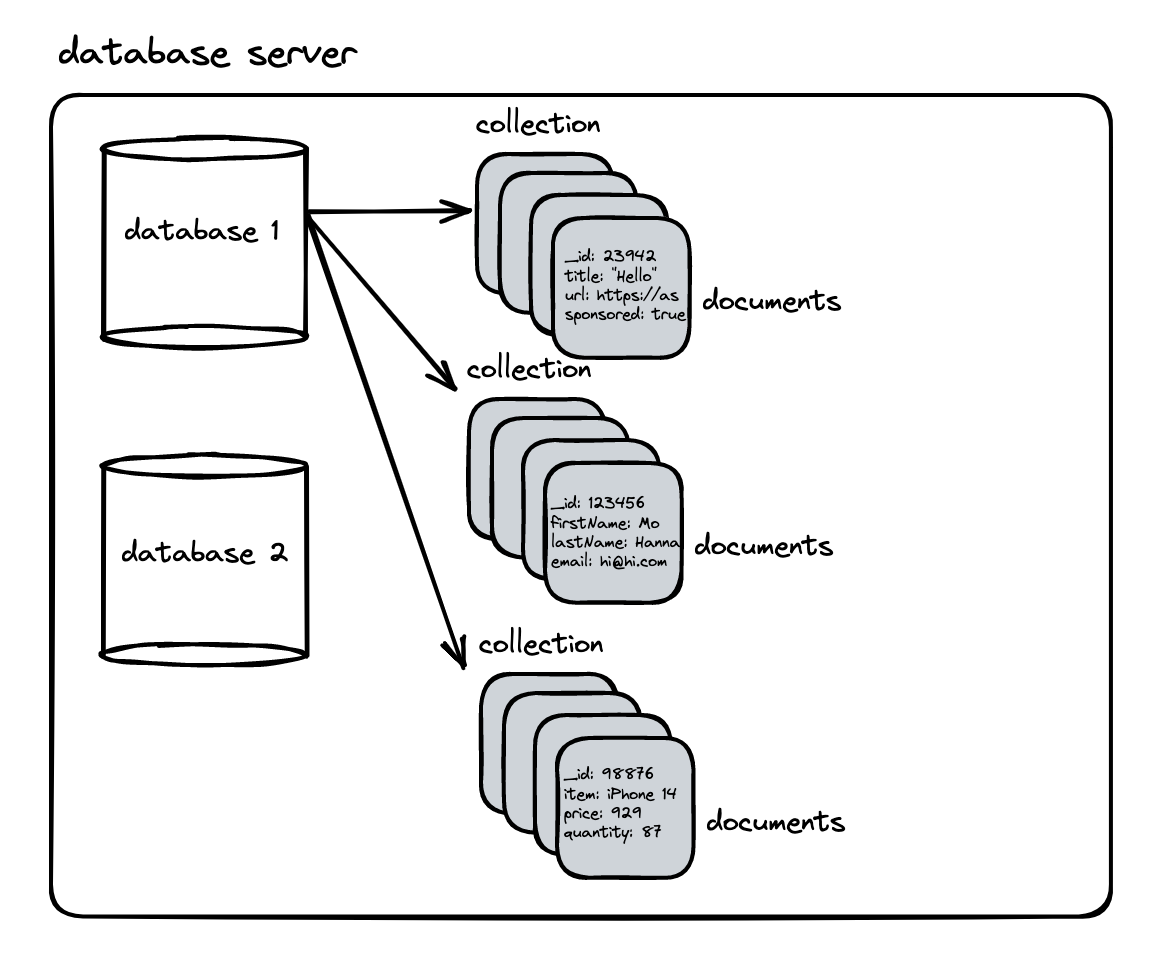 database server
collection
database 1
_id: 23942
title: "Hello"
url: https://as
sponsored: true
documents
collection
_id: 123456
firstName: Mo
lastName: Hanna
email: hi@hi.com
documents
database 2
collection
_id: 98876
item: iPhone 14
price: 929
quantity: 87
documents